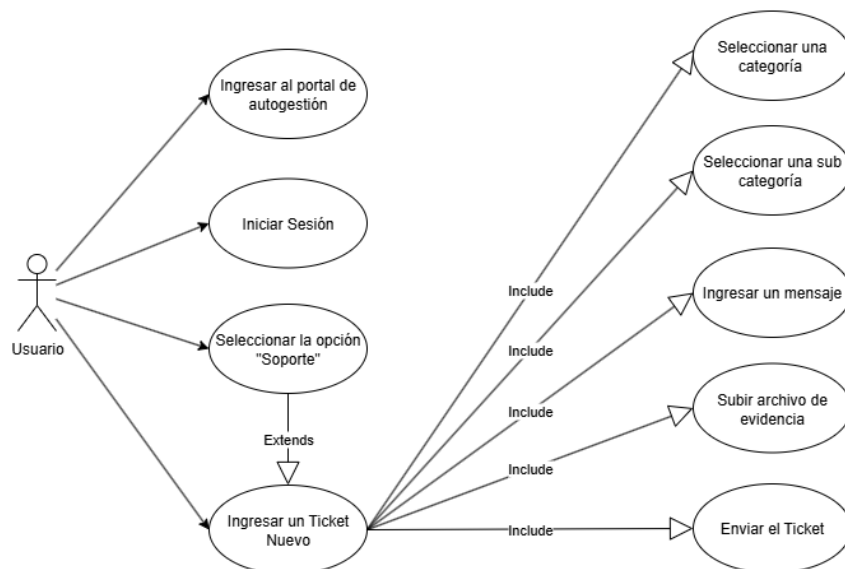 Ingresar al portal de
autogestión
Iniciar Sesión
Usuario
Seleccionar la opción
"Soporte"
Extends
Ingresar un Ticket
Nuevo
Include
Include
Include
Include
Include
Seleccionar una
categoría
Seleccionar una sub
categoría
Ingresar un mensaje
Subir archivo de
evidencia
Enviar el Ticket